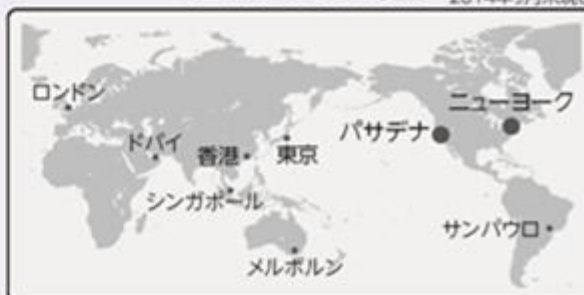 ロンドン
ニューヨーク
パサデナ
ドバイ
香港
東京
シンガポール
サンパウロ
メルボルン